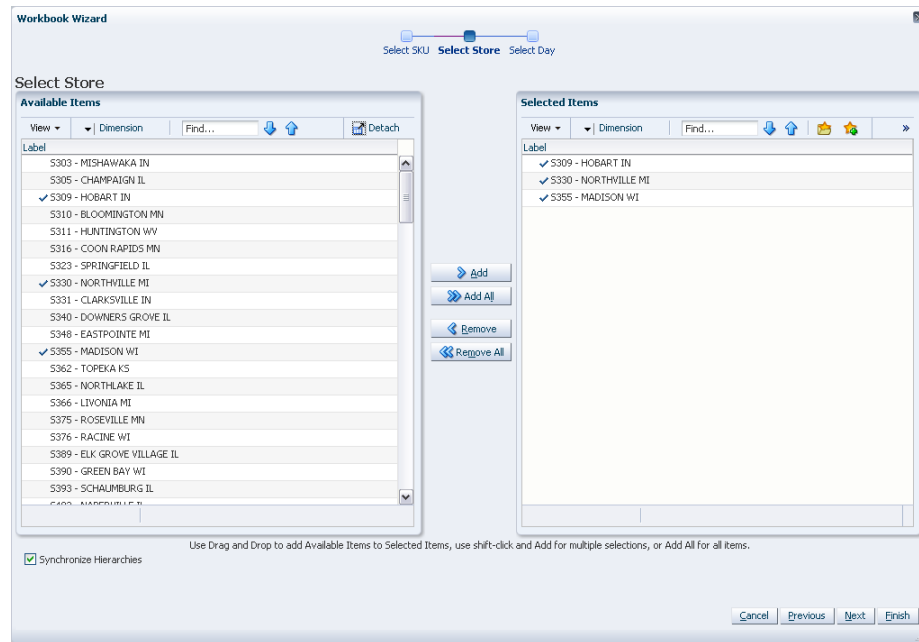 Workbook Wizard
Select SKU Select Store Select Day
Select Store
Available Items
View Dimension Find... Detach
Label
S303 - MISHAWAKA IN
S305 - CHAMPAIGN IL
S309 - HOBART IN
S310 - BLOOMINGTON MN
S311 - HUNTINGTON WV
S316 - COON RAPIDS MN
S323 - SPRINGFIELD IL
S330 - NORTHVILLE MI
S331 - CLARKSVILLE IN
S340 - DOWNERS GROVE IL
S348 - EASTPOINTE MI
S355 - MADISON WI
S362 - TOPEKA KS
S365 - NORTHLAKE IL
S366 - LIVONIA MI
S375 - ROSEVILLE MN
S376 - RACINE WI
S389 - ELK GROVE VILLAGE IL
S390 - GREEN BAY WI
S393 - SCHAUMBURG IL
Add
Add All
Remove
Remove All
Selected Items
View Dimension Find... »
Label
S309 - HOBART IN
S330 - NORTHVILLE MI
S355 - MADISON WI
Use Drag and Drop to add Available Items to Selected Items, use shift-click and Add for multiple selections, or Add All for all items.
Synchronize Hierarchies
Cancel Previous Next Finish